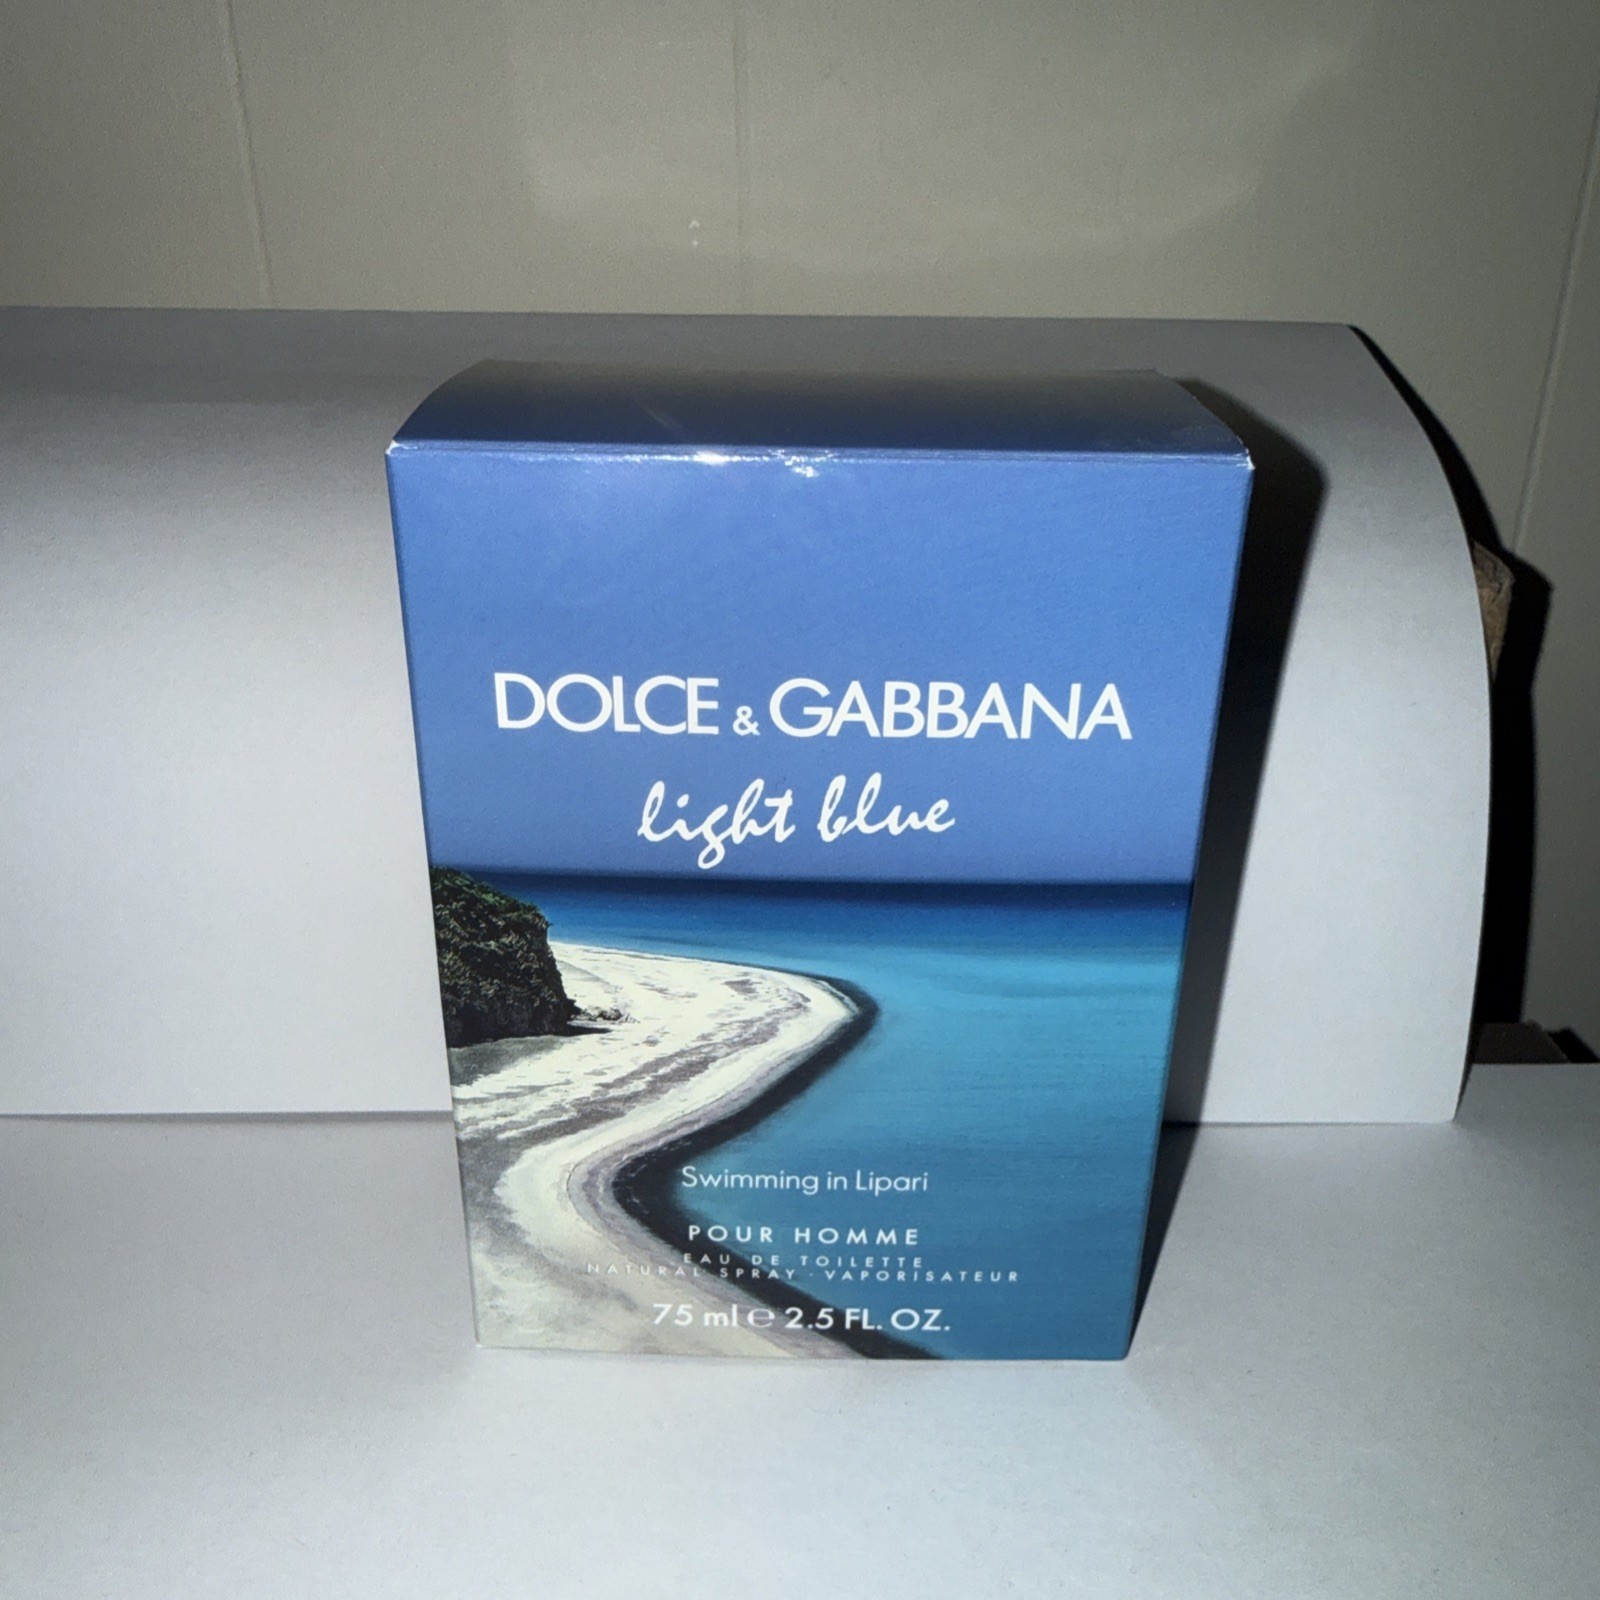 DOLCE & GABBANA
light blue
Swimming in Lipari
POUR HOMME
EAU DE TOILETTE
NATURAL SPRAY · VAPORISATEUR
75 ml ℮ 2.5 FL. OZ.